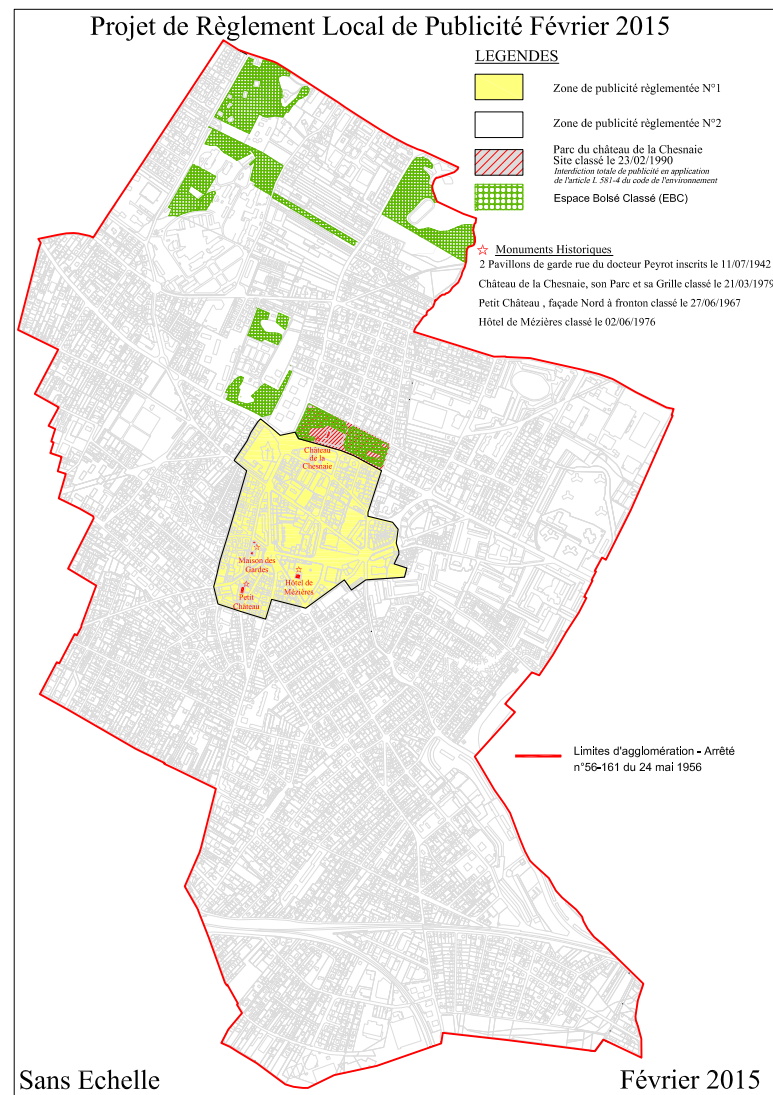 Projet de Règlement Local de Publicité Février 2015
LEGENDES
Zone de publicité règlementée N°1
Zone de publicité règlementée N°2
Parc du château de la Chesnaie
Site classé le 23/02/1990
Interdiction totale de publicité en application
de l'article L 581-4 du code de l'environnement
Espace Bolsé Classé (EBC)
Monuments Historiques
2 Pavillons de garde rue du docteur Peyrot inscrits le 11/07/1942
Château de la Chesnaie, son Parc et sa Grille classé le 21/03/1979
Petit Château , façade Nord à fronton classé le 27/06/1967
Hôtel de Mézières classé le 02/06/1976
Château
de la
Chesnaie
Maison des
Gardes
Hôtel de
Mézières
Petit
Château
Limites d'agglomération - Arrêté
n°56-161 du 24 mai 1956
Sans Echelle
Février 2015